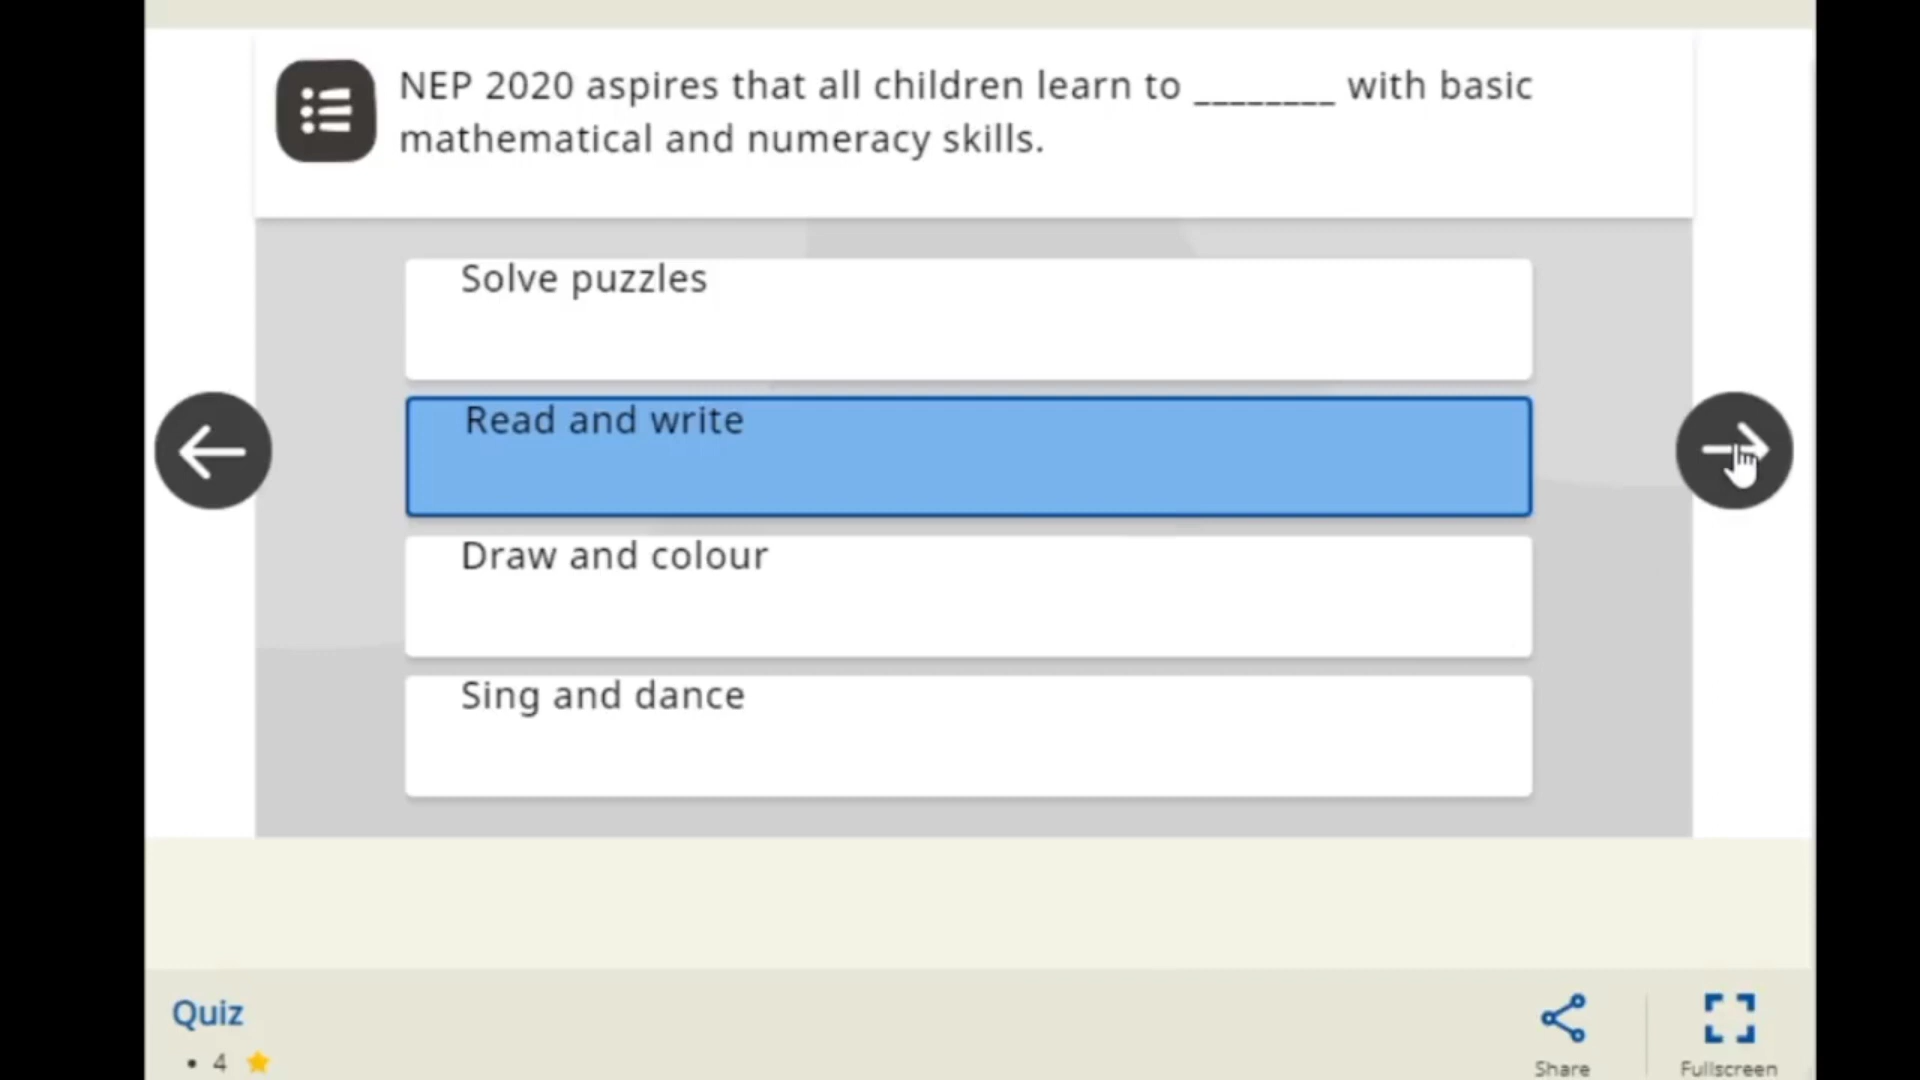 NEP 2020 aspires that all children learn to ________ with basic
mathematical and numeracy skills.
Solve puzzles
Read and write
Draw and colour
Sing and dance
Quiz
• 4
Share
Fullscreen